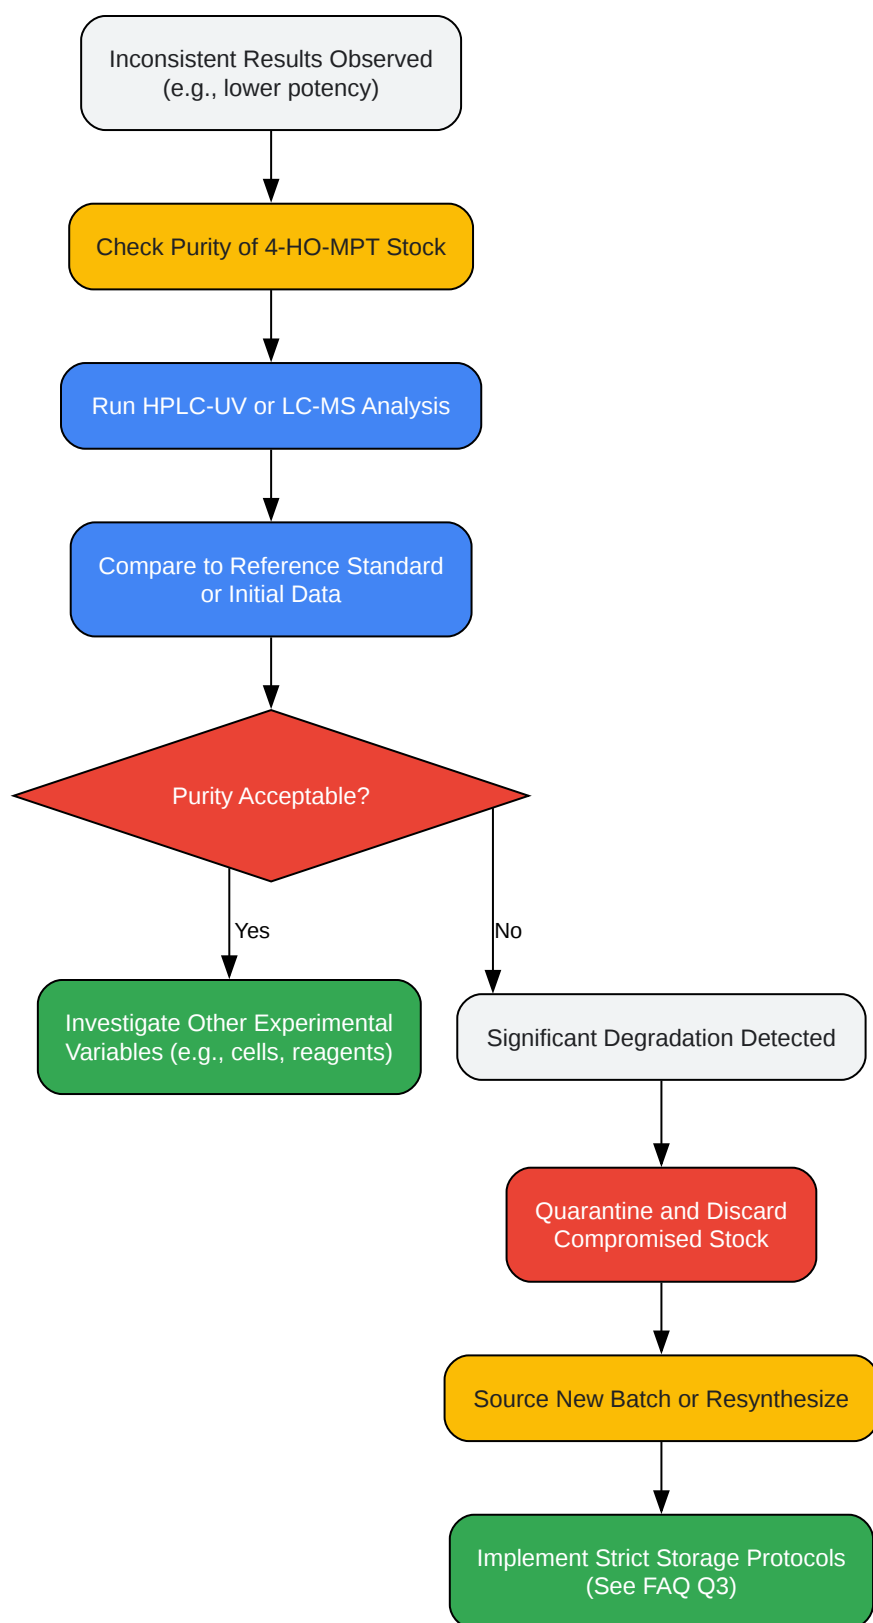 Inconsistent Results Observed
(e.g., lower potency)
Check Purity of 4-HO-MPT Stock
Run HPLC-UV or LC-MS Analysis
Compare to Reference Standard
or Initial Data
Purity Acceptable?
Yes
No
Investigate Other Experimental
Variables (e.g., cells, reagents)
Significant Degradation Detected
Quarantine and Discard
Compromised Stock
Source New Batch or Resynthesize
Implement Strict Storage Protocols
(See FAQ Q3)